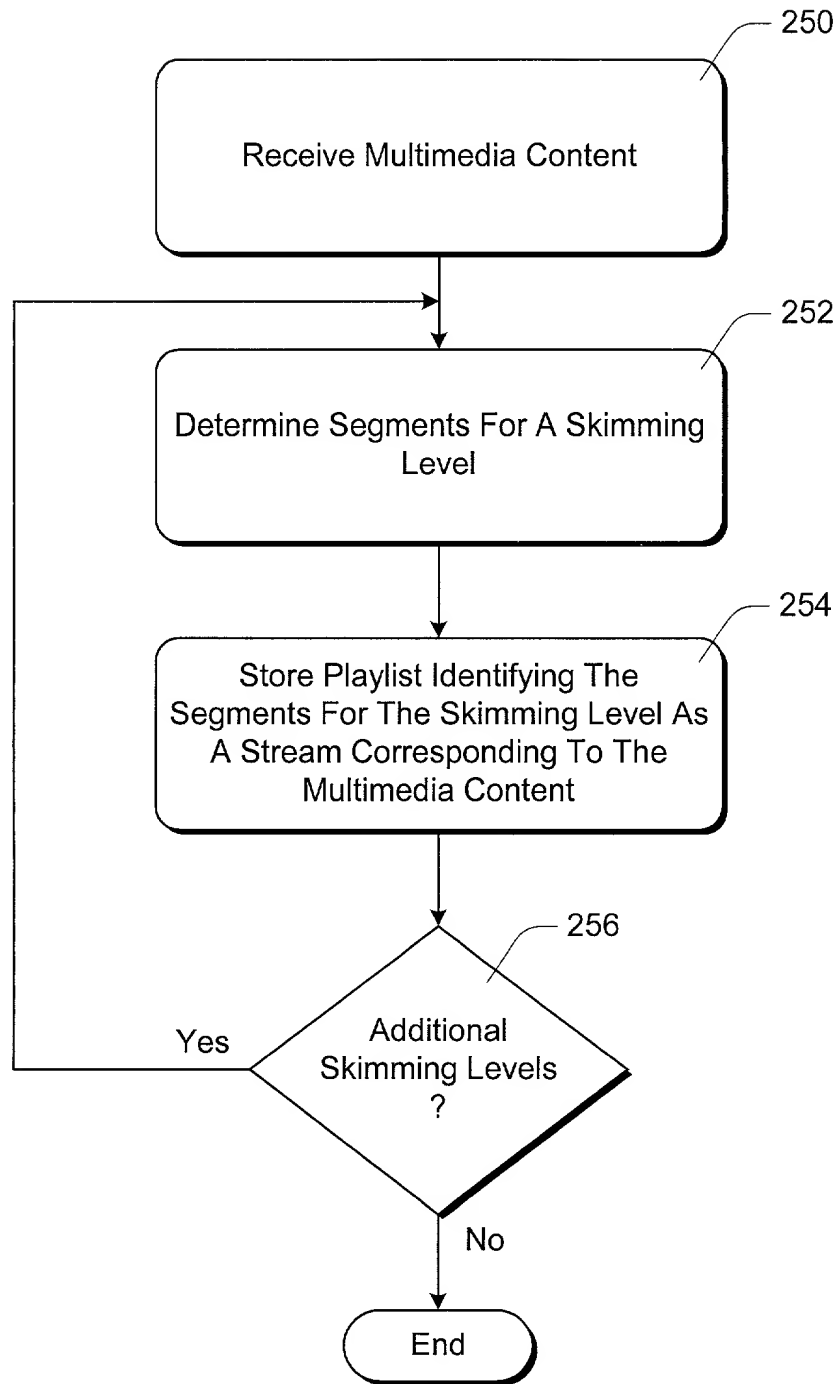 250
Receive Multimedia Content
252
Determine Segments For A Skimming
Level
254
Store Playlist Identifying The
Segments For The Skimming Level As
A Stream Corresponding To The
Multimedia Content
256
Yes
Additional
Skimming Levels
?
No
End